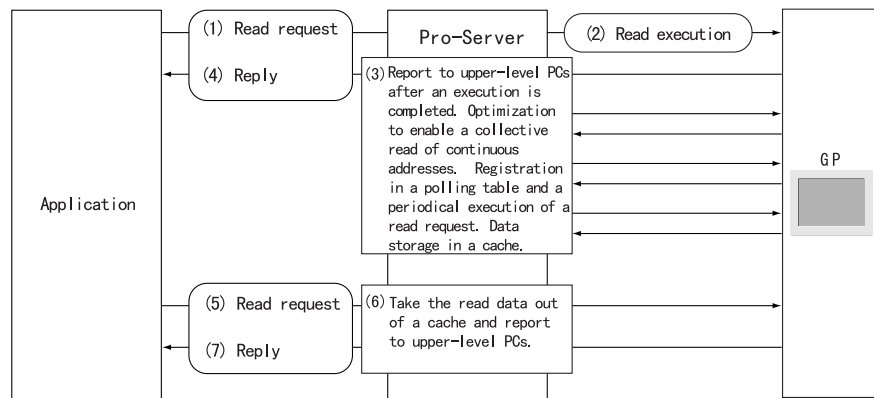 (1) Read request
Pro-Server
(2) Read execution
(4) Reply
(3) Report to upper-level PCs
after an execution is
completed. Optimization
to enable a collective
read of continuous
addresses. Registration
in a polling table and a
periodical execution of a
read request. Data
storage in a cache.
GP
Application
(5) Read request
(6) Take the read data out
of a cache and report
to upper-level PCs.
(7) Reply